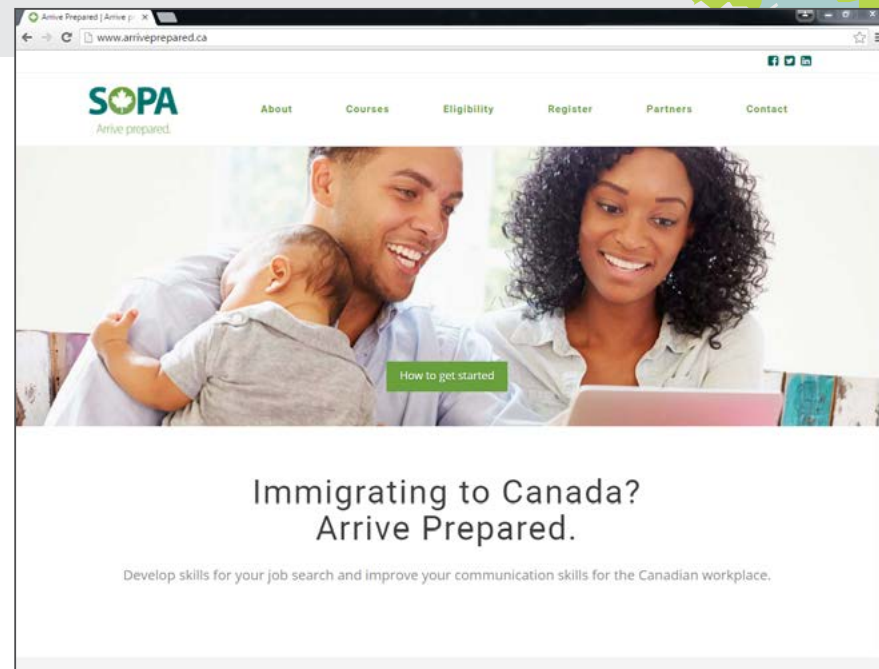 Arrive Prepared | Arrive p
www.arriveprepared.ca
SOPA
Arrive prepared.
About Courses Eligibility Register Partners Contact
How to get started
Immigrating to Canada?
Arrive Prepared.
Develop skills for your job search and improve your communication skills for the Canadian workplace.